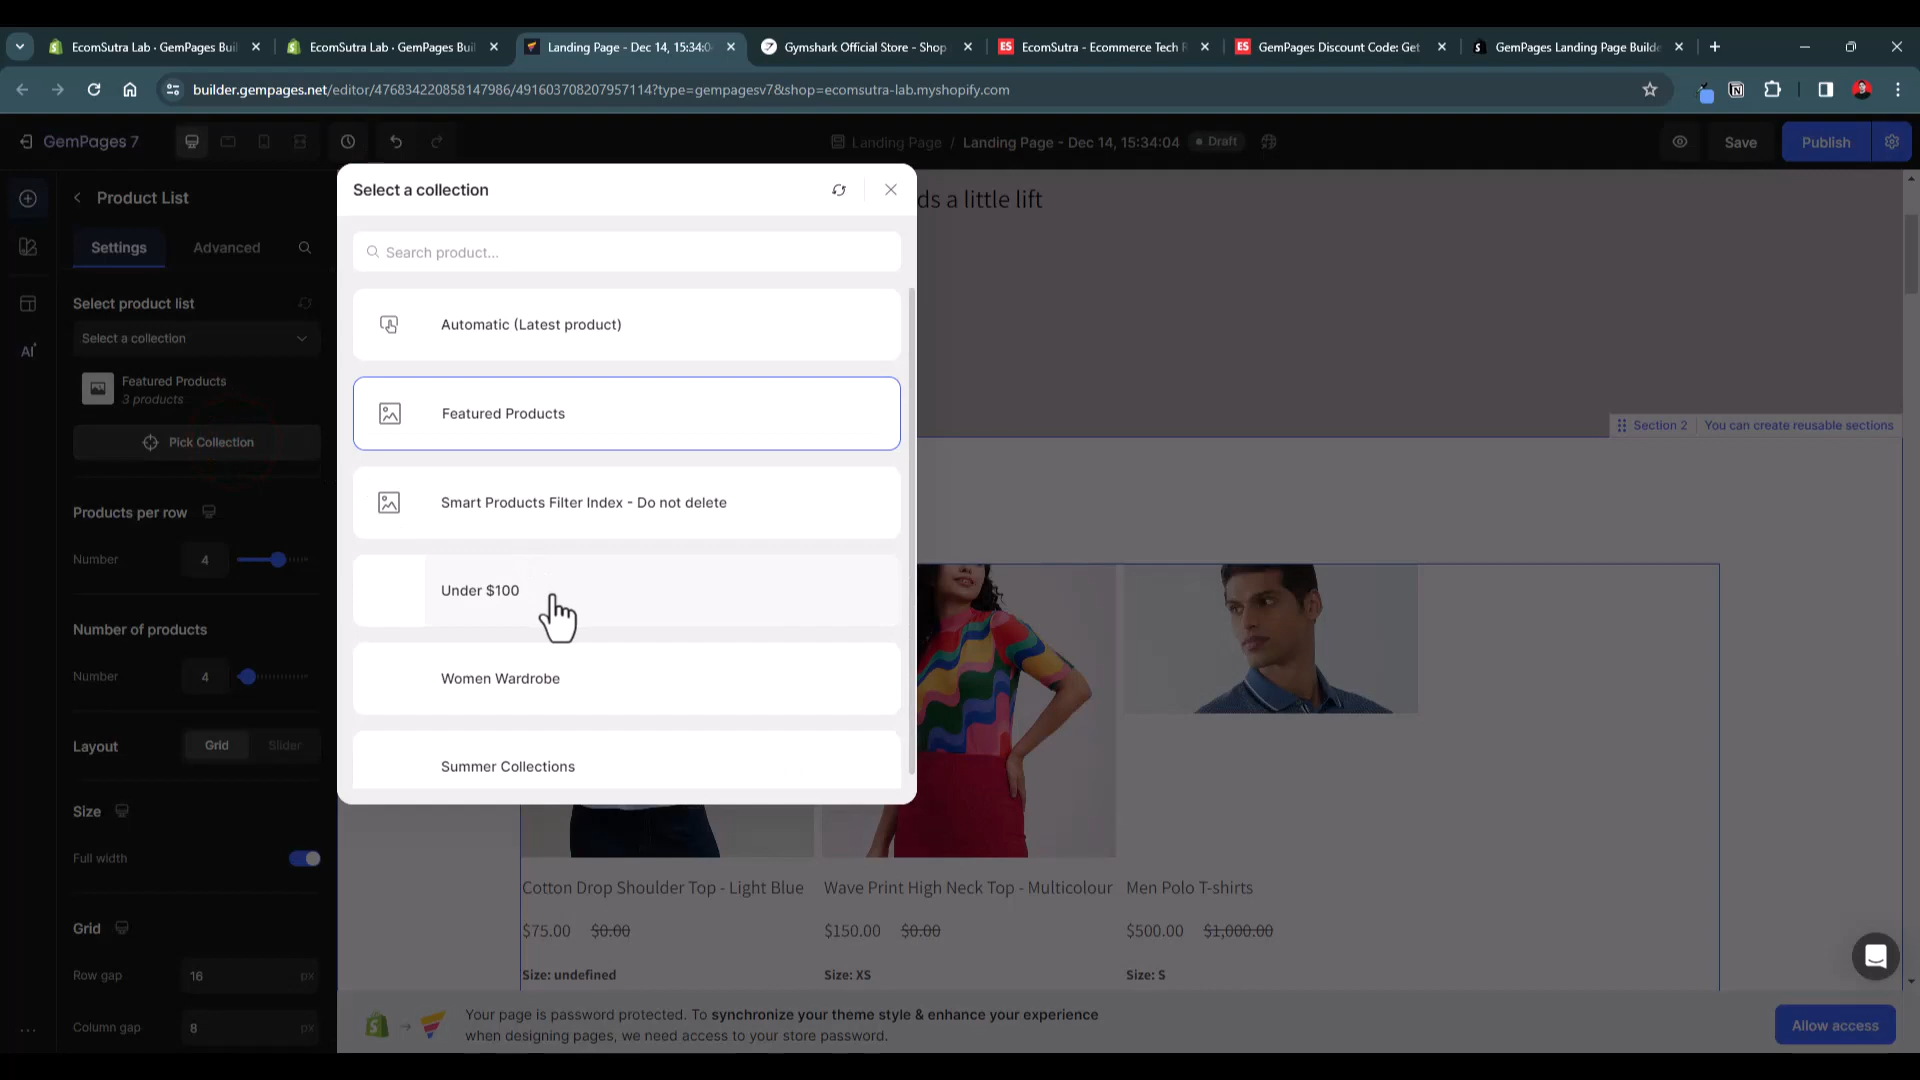 EcomSutra Lab · GemPages Buil
EcomSutra Lab · GemPages Buil
Landing Page - Dec 14, 15:34:0
Gymshark Official Store - Shop
ES EcomSutra - Ecommerce Tech R
ES GemPages Discount Code: Get
GemPages Landing Page Builde
builder.gempages.net/editor/476834220858147986/491603708207957114?type=gempagesv7&shop=ecomsutra-lab.myshopify.com
GemPages 7
Landing Page / Landing Page - Dec 14, 15:34:04
Draft
Save
Publish
Product List
Settings
Advanced
Select product list
Select a collection
Featured Products
3 products
Pick Collection
Products per row
Number 4
Number of products
Number 4
Layout
Grid
Slider
Size
Full width
Grid
Row gap 16 px
Column gap 8 px
AI
Select a collection
Search product...
Automatic (Latest product)
Featured Products
Smart Products Filter Index - Do not delete
Under $100
Women Wardrobe
Summer Collections
ds a little lift
Section 2
You can create reusable sections
Cotton Drop Shoulder Top - Light Blue
$75.00 $0.00
Size: undefined
Wave Print High Neck Top - Multicolour
$150.00 $0.00
Size: XS
Men Polo T-shirts
$500.00 $1,000.00
Size: S
Your page is password protected. To synchronize your theme style & enhance your experience
when designing pages, we need access to your store password.
Allow access